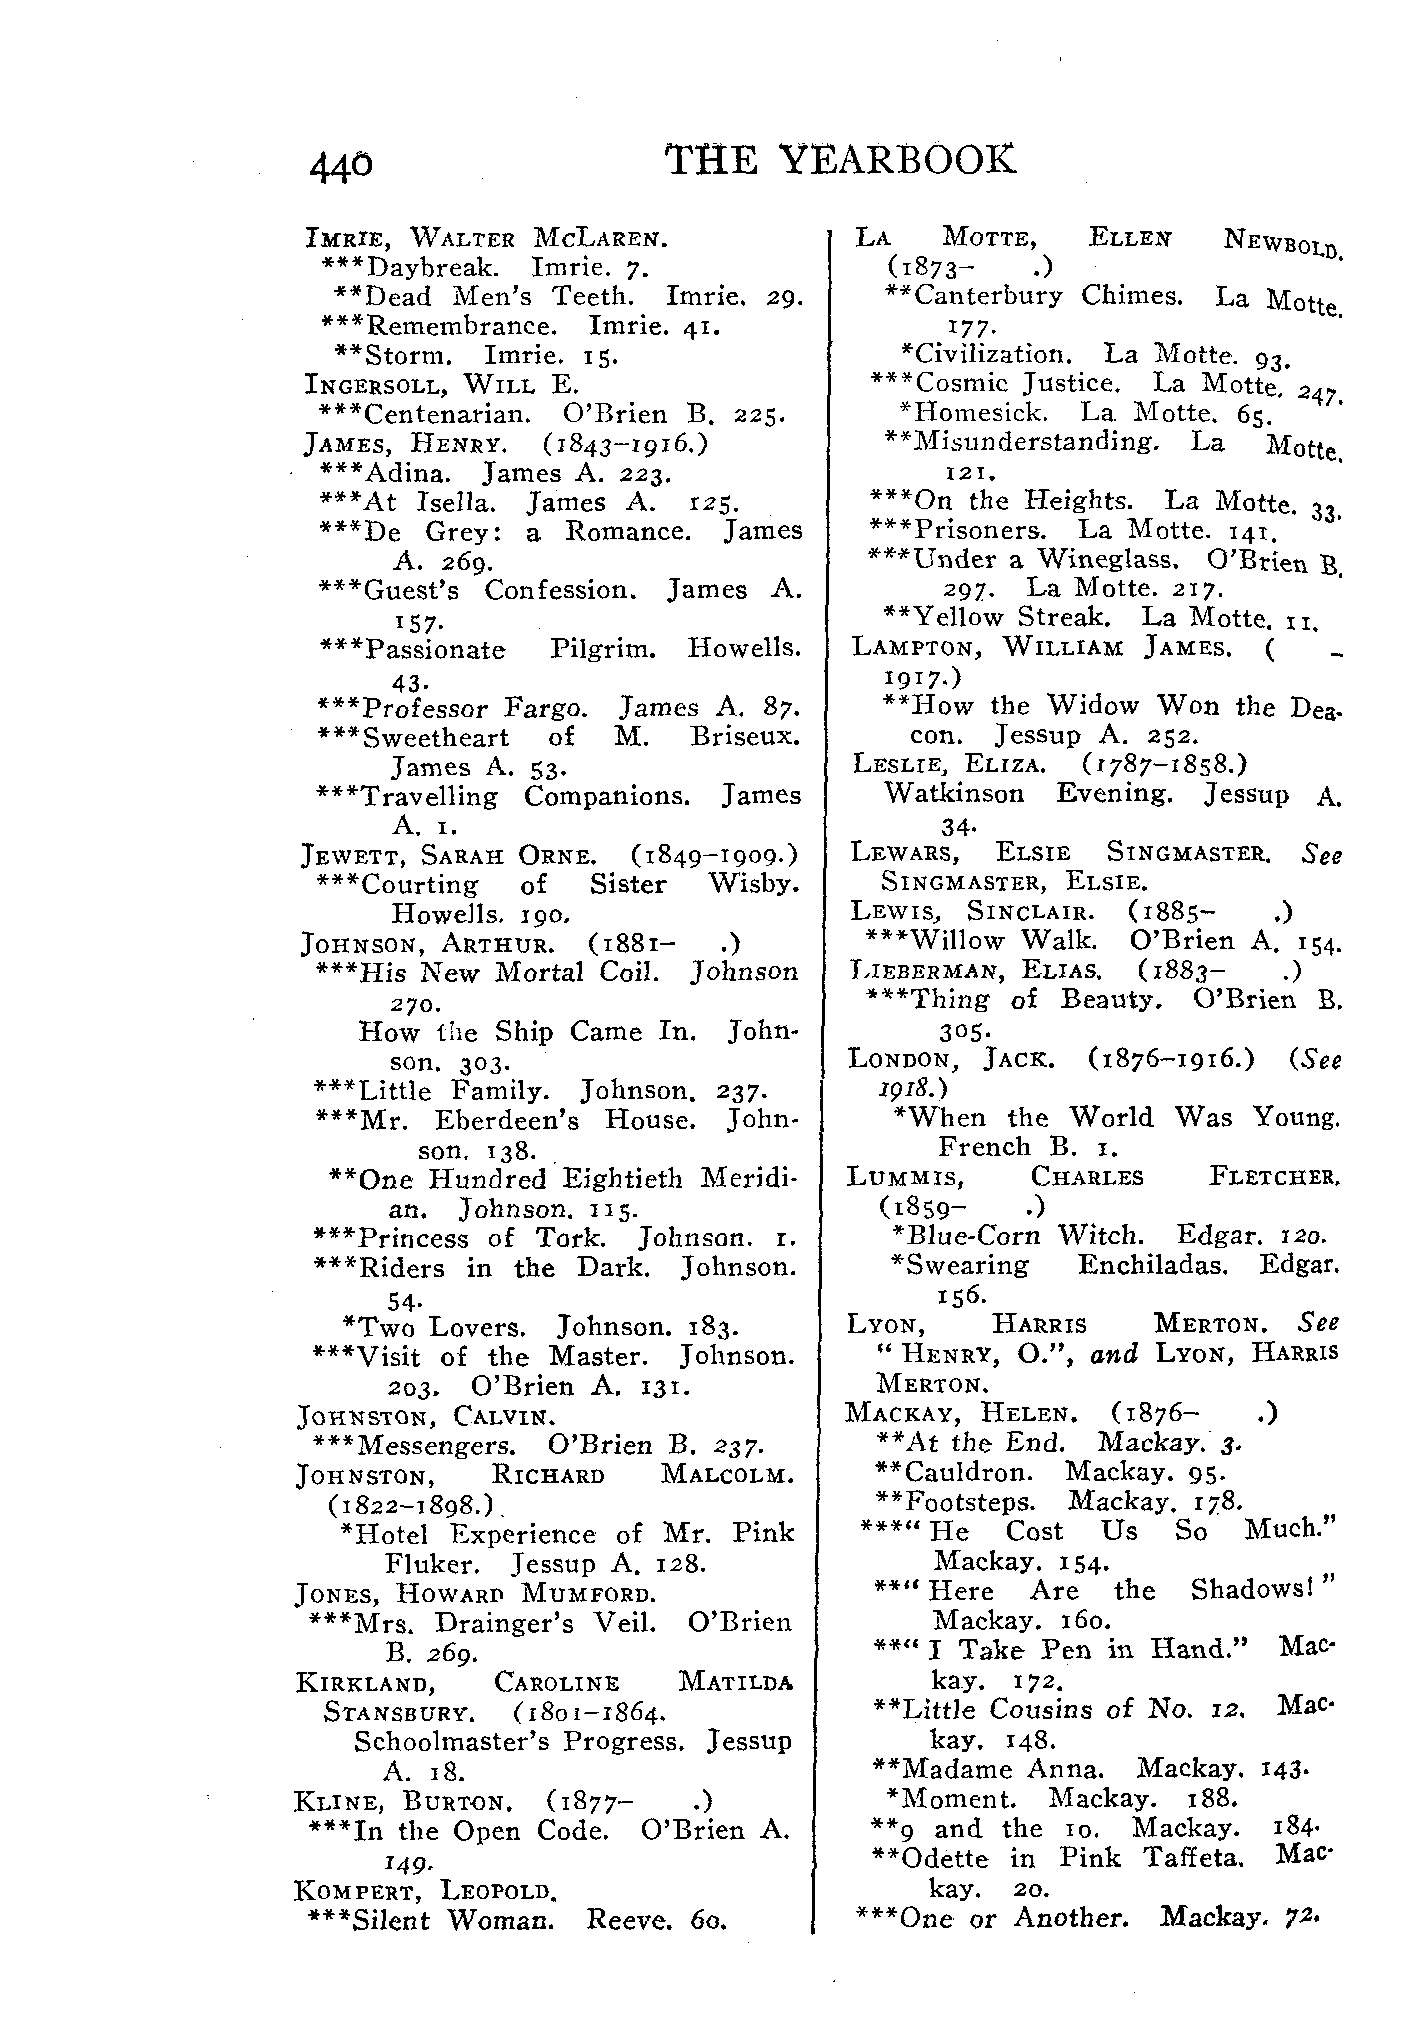 440 THE YEARBOOK
IMRIE, WALTER MCLAREN.
***Daybreak. Imrie. 7.
**Dead Men's Teeth. Imrie. 29.
***Remembrance. Imrie. 41.
**Storm. Imrie. 15.
INGERSOLL, WILL E.
***Centenarian. O'Brien B. 225.
JAMES, HENRY. (1843–1916.)
***Adina. James A. 223.
***At Isella. James A. 125.
***De Grey: a Romance. James
A. 269.
***Guest's Confession. James A.
157.
***Passionate Pilgrim. Howells.
43.
***Professor Fargo. James A. 87.
***Sweetheart of M. Briseux.
James A. 53.
***Travelling Companions. James
A. 1.
JEWETT, SARAH ORNE. (1849–1909.)
***Courting of Sister Wisby.
Howells. 190.
JOHNSON, ARTHUR. (1881– .)
***His New Mortal Coil. Johnson
270.
How the Ship Came In. John-
son. 303.
***Little Family. Johnson. 237.
***Mr. Eberdeen's House. John-
son. 138.
**One Hundred Eightieth Meridi-
an. Johnson. 115.
***Princess of Tork. Johnson. 1.
***Riders in the Dark. Johnson.
54.
*Two Lovers. Johnson. 183.
***Visit of the Master. Johnson.
203. O'Brien A. 131.
JOHNSTON, CALVIN.
***Messengers. O'Brien B. 237.
JOHNSTON, RICHARD MALCOLM.
(1822–1898.)
*Hotel Experience of Mr. Pink
Fluker. Jessup A. 128.
JONES, HOWARD MUMFORD.
***Mrs. Drainger's Veil. O'Brien
B. 269.
KIRKLAND, CAROLINE MATILDA
STANSBURY. (1801–1864.
Schoolmaster's Progress. Jessup
A. 18.
KLINE, BURTON. (1877– .)
***In the Open Code. O'Brien A.
149.
KOMPERT, LEOPOLD.
***Silent Woman. Reeve. 60.
LA MOTTE, ELLEN NEWBOLD.
(1873– .)
**Canterbury Chimes. La Motte.
177.
*Civilization. La Motte. 93.
***Cosmic Justice. La Motte. 247.
*Homesick. La Motte. 65.
**Misunderstanding. La Motte.
121.
***On the Heights. La Motte. 33.
***Prisoners. La Motte. 141.
***Under a Wineglass. O'Brien B.
297. La Motte. 217.
**Yellow Streak. La Motte. 11.
LAMPTON, WILLIAM JAMES. ( –
1917.)
**How the Widow Won the Dea-
con. Jessup A. 252.
LESLIE, ELIZA. (1787–1858.)
Watkinson Evening. Jessup A.
34.
LEWARS, ELSIE SINGMASTER. See
SINGMASTER, ELSIE.
LEWIS, SINCLAIR. (1885– .)
***Willow Walk. O'Brien A. 154.
LIEBERMAN, ELIAS. (1883– .)
***Thing of Beauty. O'Brien B.
305.
LONDON, JACK. (1876–1916.) (See
1918.)
*When the World Was Young.
French B. 1.
LUMMIS, CHARLES FLETCHER.
(1859– .)
*Blue-Corn Witch. Edgar. 120.
*Swearing Enchiladas. Edgar.
156.
LYON, HARRIS MERTON. See
"HENRY, O.", and LYON, HARRIS
MERTON.
MACKAY, HELEN. (1876– .)
**At the End. Mackay. 3.
**Cauldron. Mackay. 95.
**Footsteps. Mackay. 178.
***"He Cost Us So Much."
Mackay. 154.
**"Here Are the Shadows!"
Mackay. 160.
**"I Take Pen in Hand." Mac-
kay. 172.
**Little Cousins of No. 12. Mac-
kay. 148.
**Madame Anna. Mackay. 143.
*Moment. Mackay. 188.
**9 and the 10. Mackay. 184.
**Odette in Pink Taffeta. Mac-
kay. 20.
***One or Another. Mackay. 72.